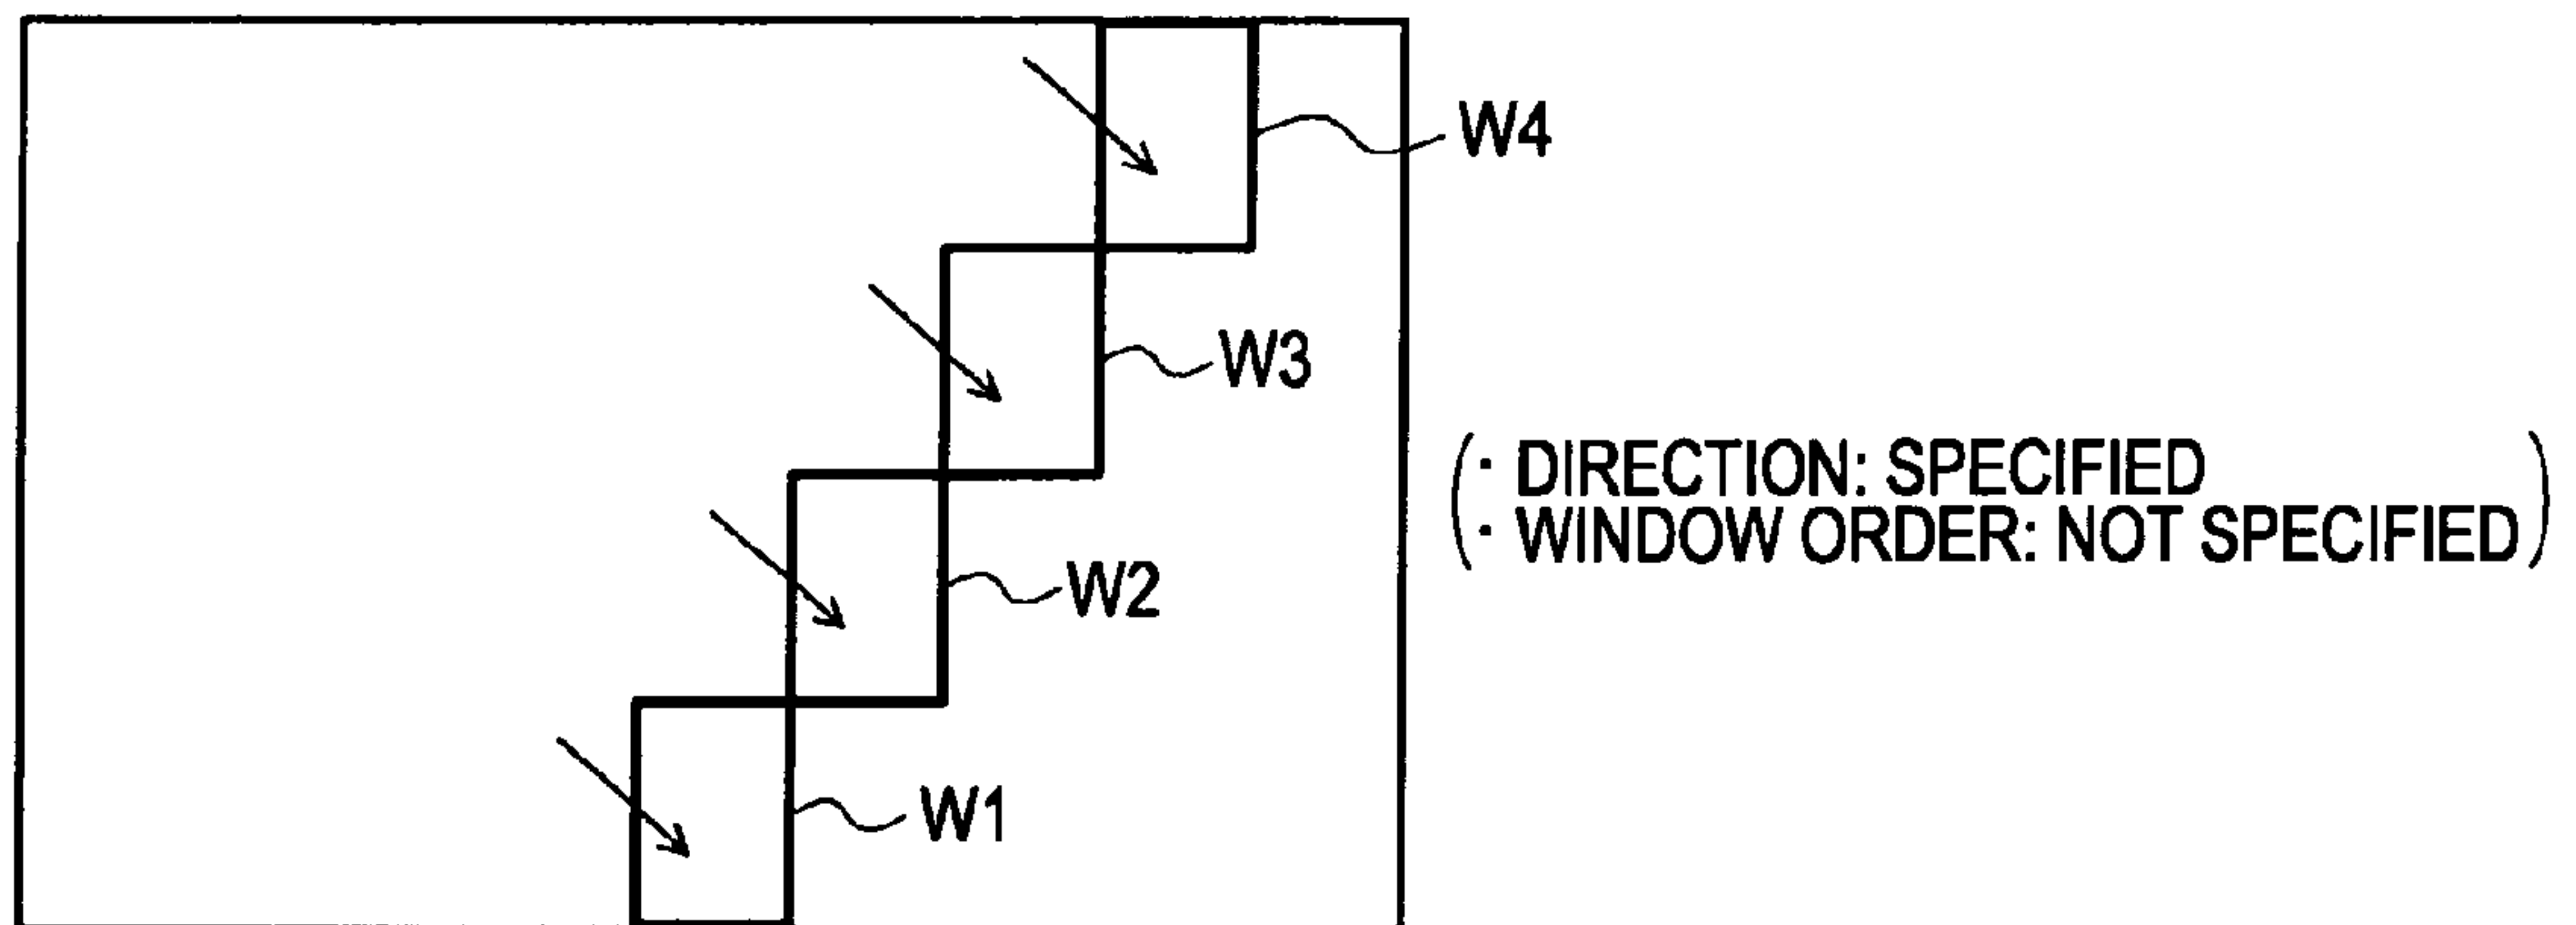 W4
W3
· DIRECTION: SPECIFIED
· WINDOW ORDER: NOT SPECIFIED
W2
W1